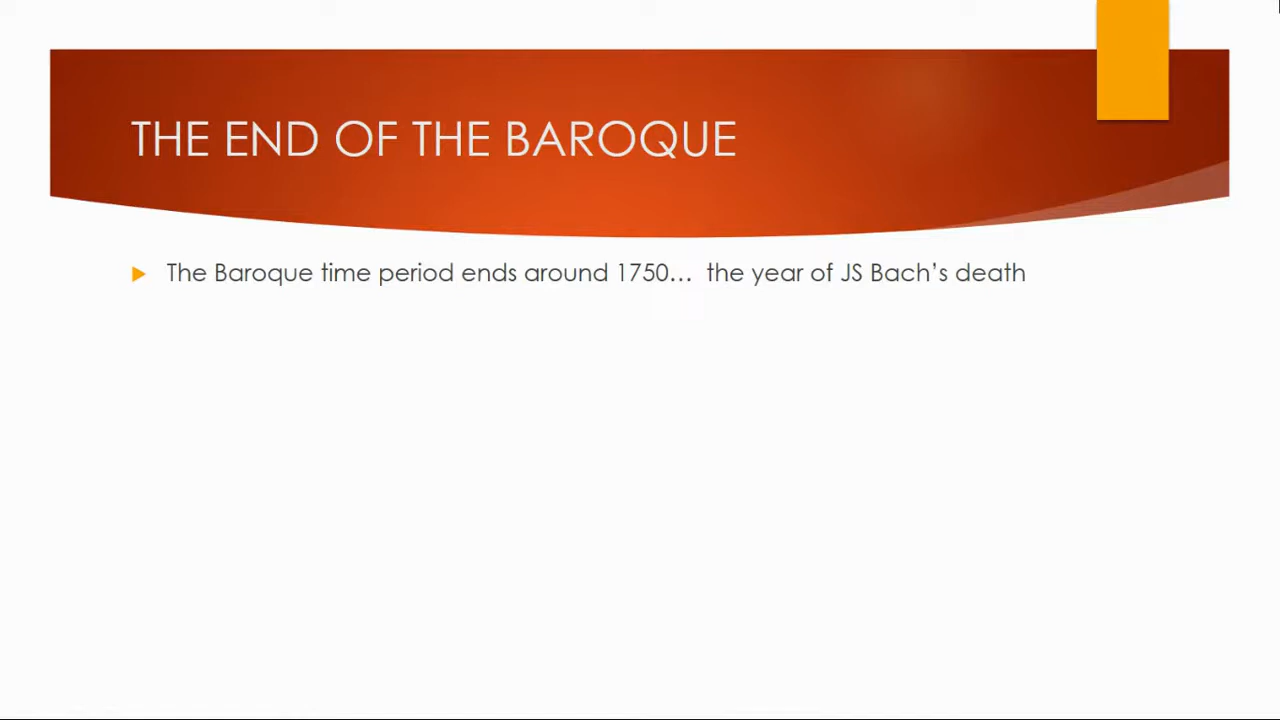 THE END OF THE BAROQUE
The Baroque time period ends around 1750… the year of JS Bach’s death